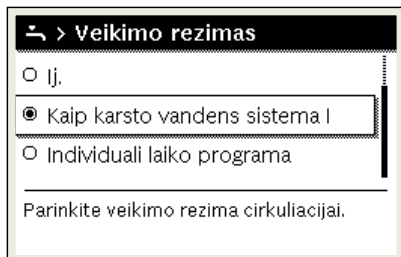 > Veikimo rezimas
Ij.
Kaip karsto vandens sistema I
Individuali laiko programa
Parinkite veikimo rezima cirkuliacijai.